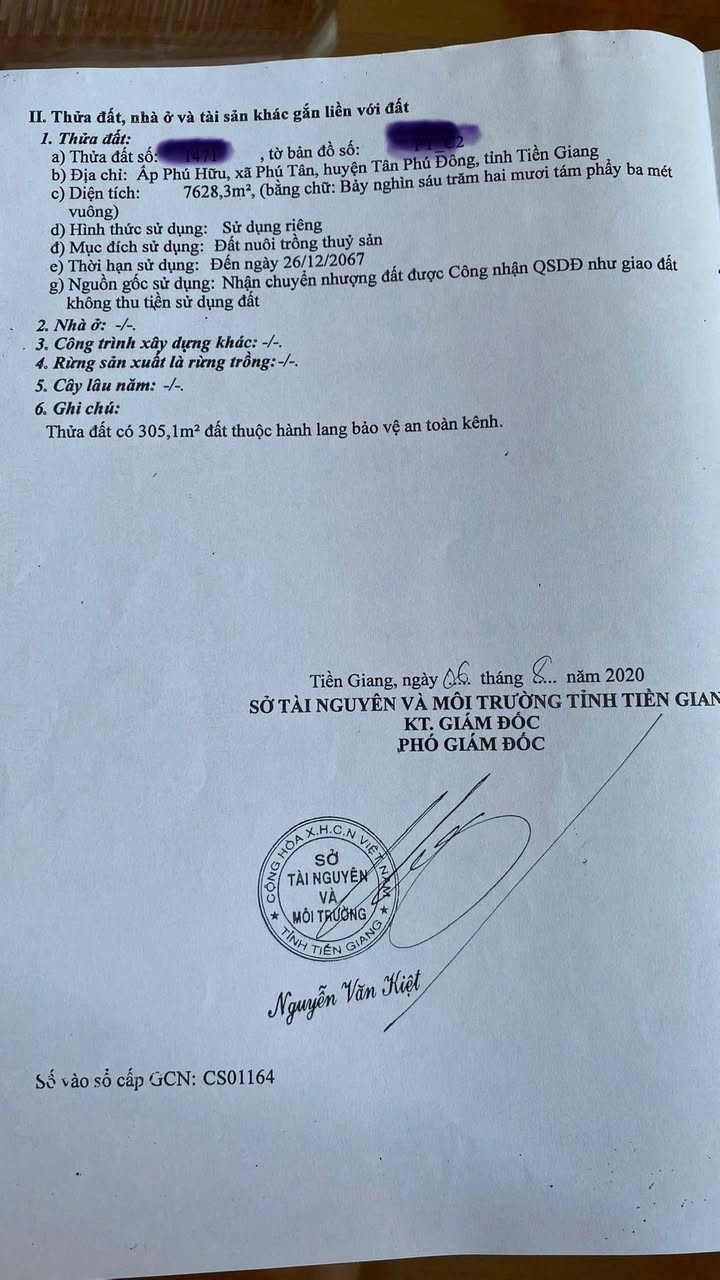 II. Thửa đất, nhà ở và tài sản khác gắn liền với đất
1. Thửa đất:
a) Thửa đất số: , tờ bản đồ số:
b) Địa chỉ: Ấp Phú Hữu, xã Phú Tân, huyện Tân Phú Đông, tỉnh Tiền Giang
c) Diện tích: 7628,3m², (bằng chữ: Bảy nghìn sáu trăm hai mươi tám phẩy ba mét
vuông)
d) Hình thức sử dụng: Sử dụng riêng
đ) Mục đích sử dụng: Đất nuôi trồng thuỷ sản
e) Thời hạn sử dụng: Đến ngày 26/12/2067
g) Nguồn gốc sử dụng: Nhận chuyển nhượng đất được Công nhận QSDĐ như giao đất
không thu tiền sử dụng đất
2. Nhà ở: -/-.
3. Công trình xây dựng khác: -/-.
4. Rừng sản xuất là rừng trồng: -/-.
5. Cây lâu năm: -/-.
6. Ghi chú:
Thửa đất có 305,1m² đất thuộc hành lang bảo vệ an toàn kênh.
Tiền Giang, ngày 06 tháng 8 năm 2020
SỞ TÀI NGUYÊN VÀ MÔI TRƯỜNG TỈNH TIỀN GIAN
KT. GIÁM ĐỐC
PHÓ GIÁM ĐỐC
CỘNG HÒA X.H.C.N VIỆT NAM
SỞ
TÀI NGUYÊN
VÀ
MÔI TRƯỜNG
★ TỈNH TIỀN GIANG ★
Nguyễn Văn Kiệt
Số vào sổ cấp GCN: CS01164